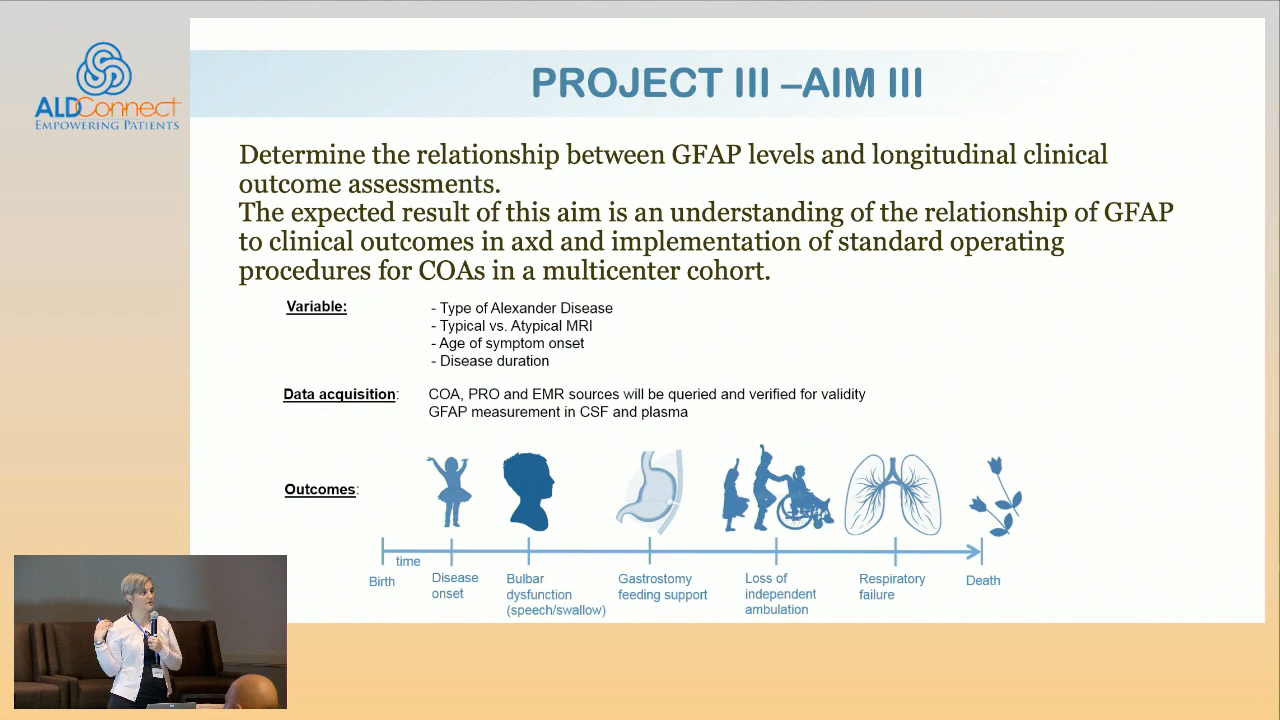 ALDConnect
EMPOWERING PATIENTS
PROJECT III –AIM III
Determine the relationship between GFAP levels and longitudinal clinical
outcome assessments.
The expected result of this aim is an understanding of the relationship of GFAP
to clinical outcomes in axd and implementation of standard operating
procedures for COAs in a multicenter cohort.
Variable:
- Type of Alexander Disease
- Typical vs. Atypical MRI
- Age of symptom onset
- Disease duration
Data acquisition:
COA, PRO and EMR sources will be queried and verified for validity
GFAP measurement in CSF and plasma
Outcomes:
time
Birth
Disease
onset
Bulbar
dysfunction
(speech/swallow)
Gastrostomy
feeding support
Loss of
independent
ambulation
Respiratory
failure
Death